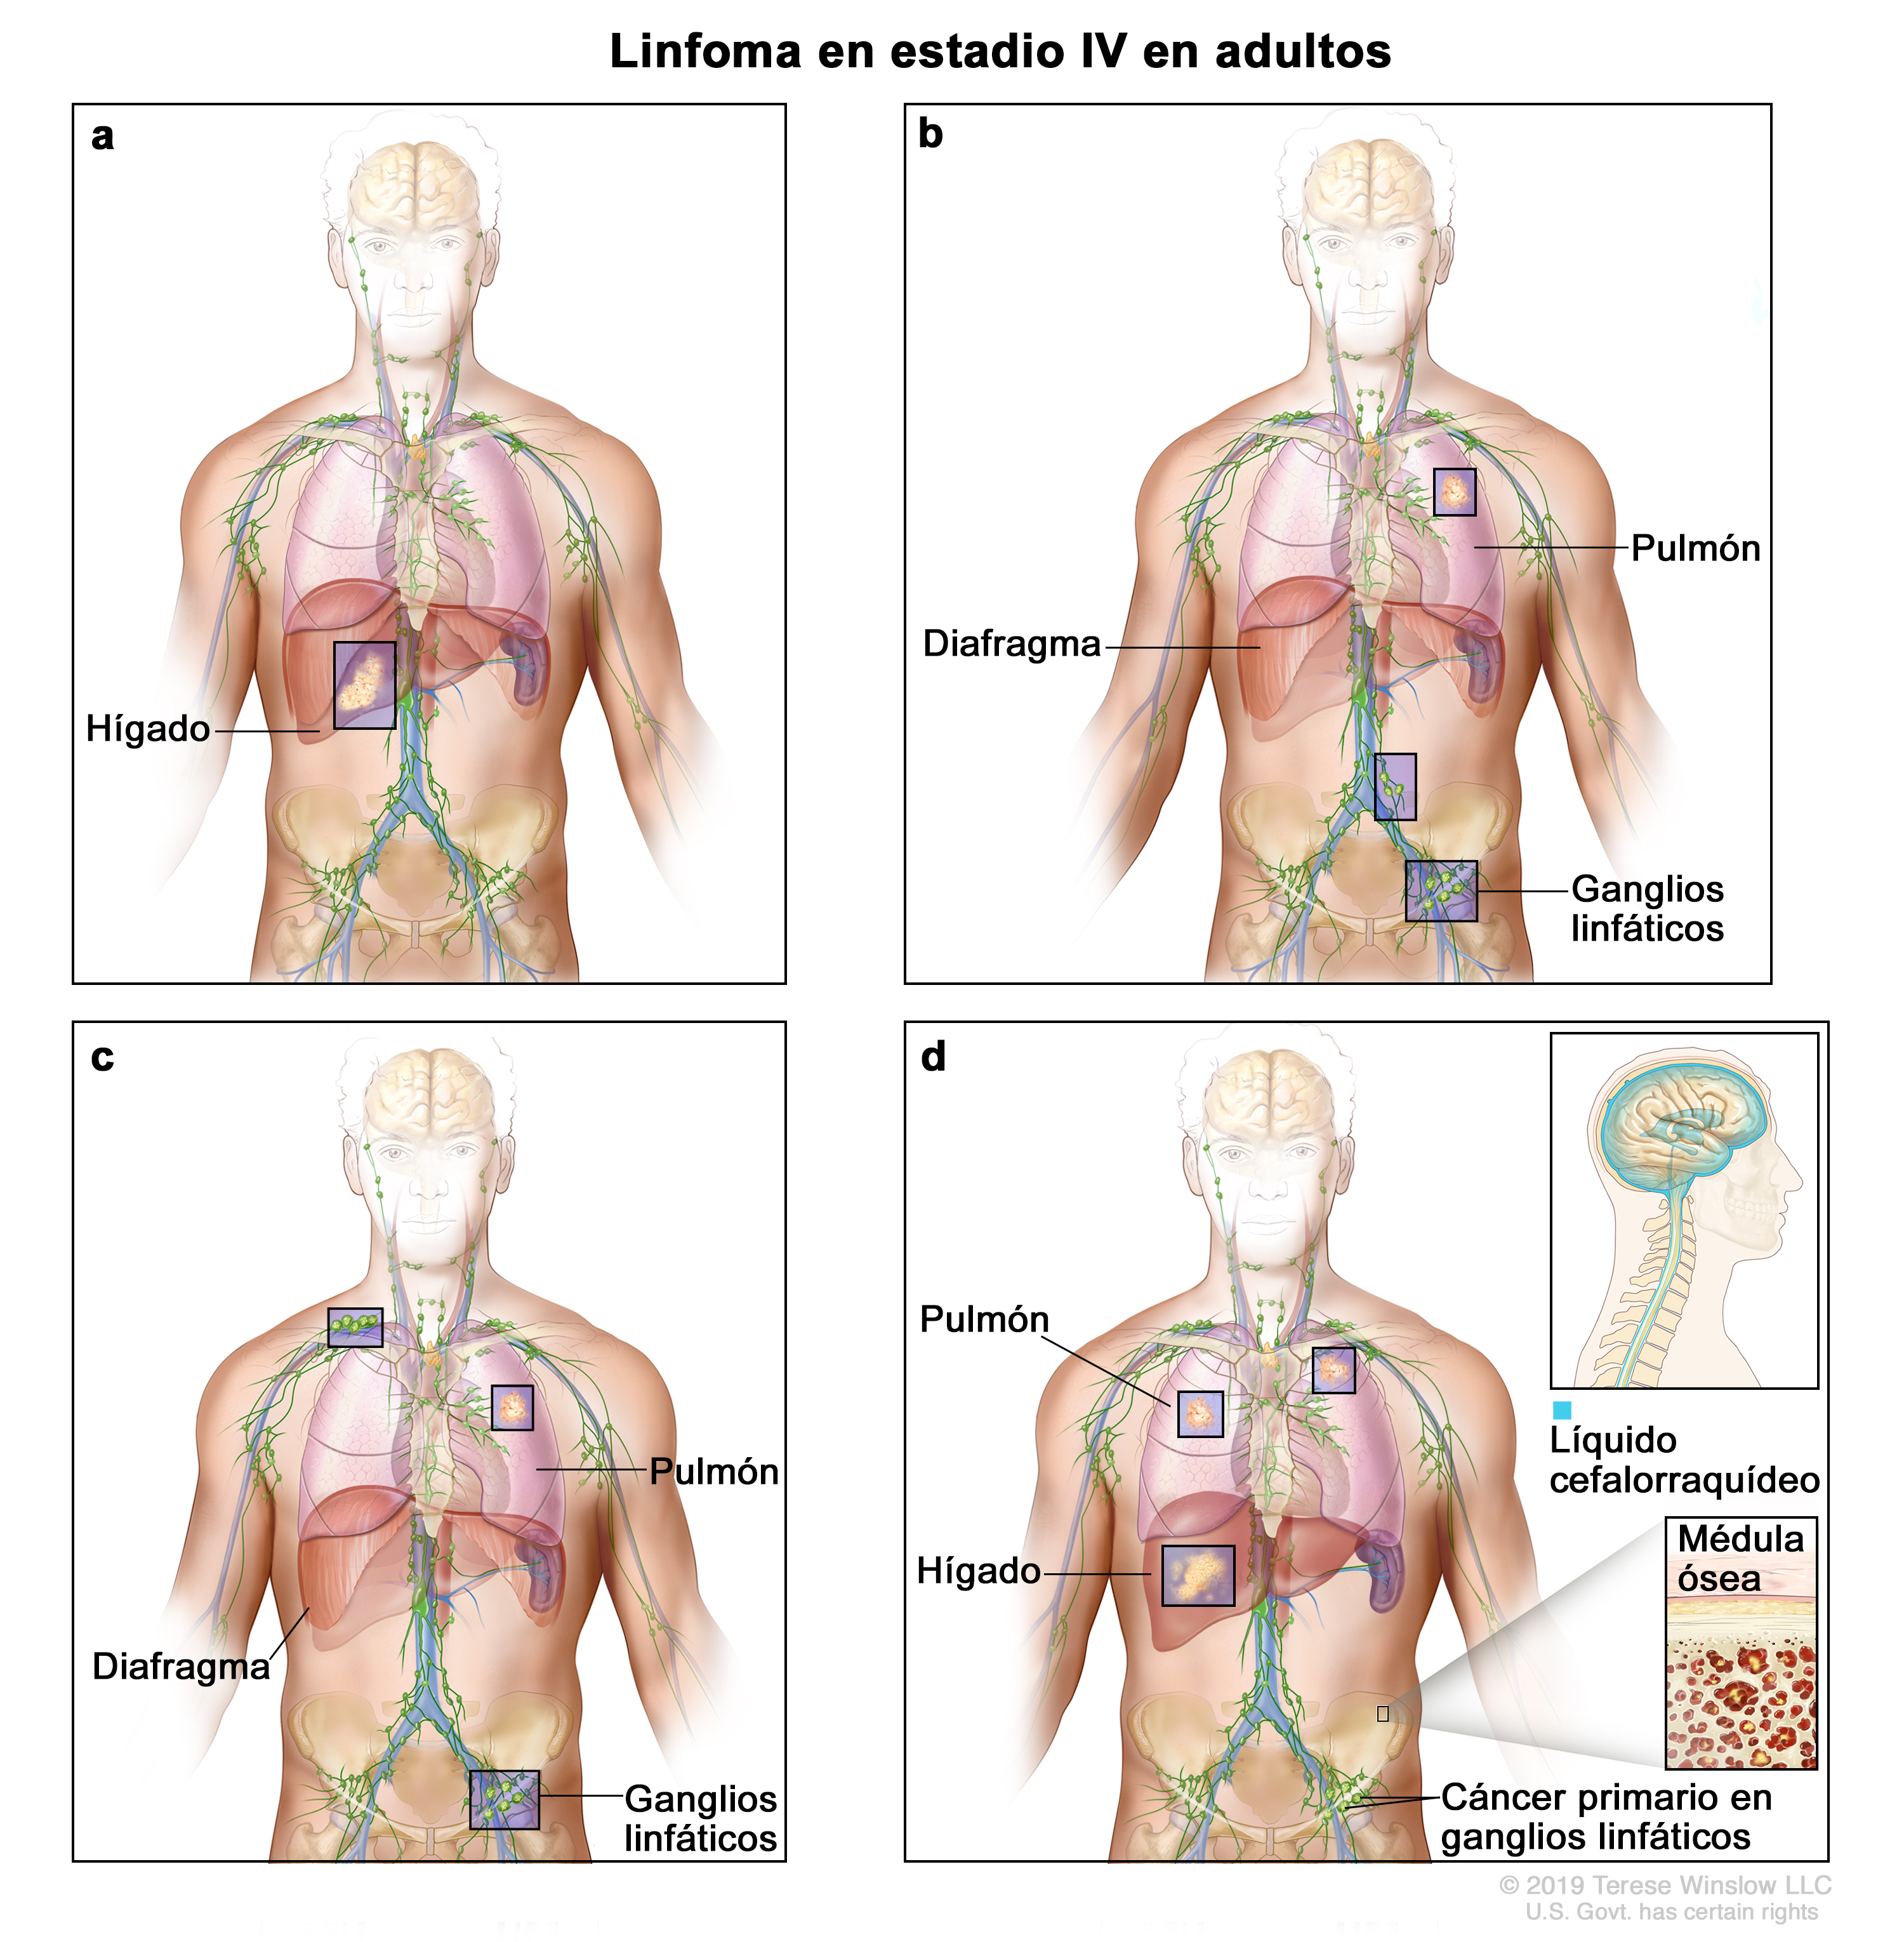 Linfoma en estadio IV en adultos
a
Hígado
b
Pulmón
Diafragma
Ganglios
linfáticos
c
Pulmón
Diafragma
Ganglios
linfáticos
d
Pulmón
Hígado
Líquido
cefalorraquídeo
Médula
ósea
Cáncer primario en
ganglios linfáticos
© 2019 Terese Winslow LLC
U.S. Govt. has certain rights